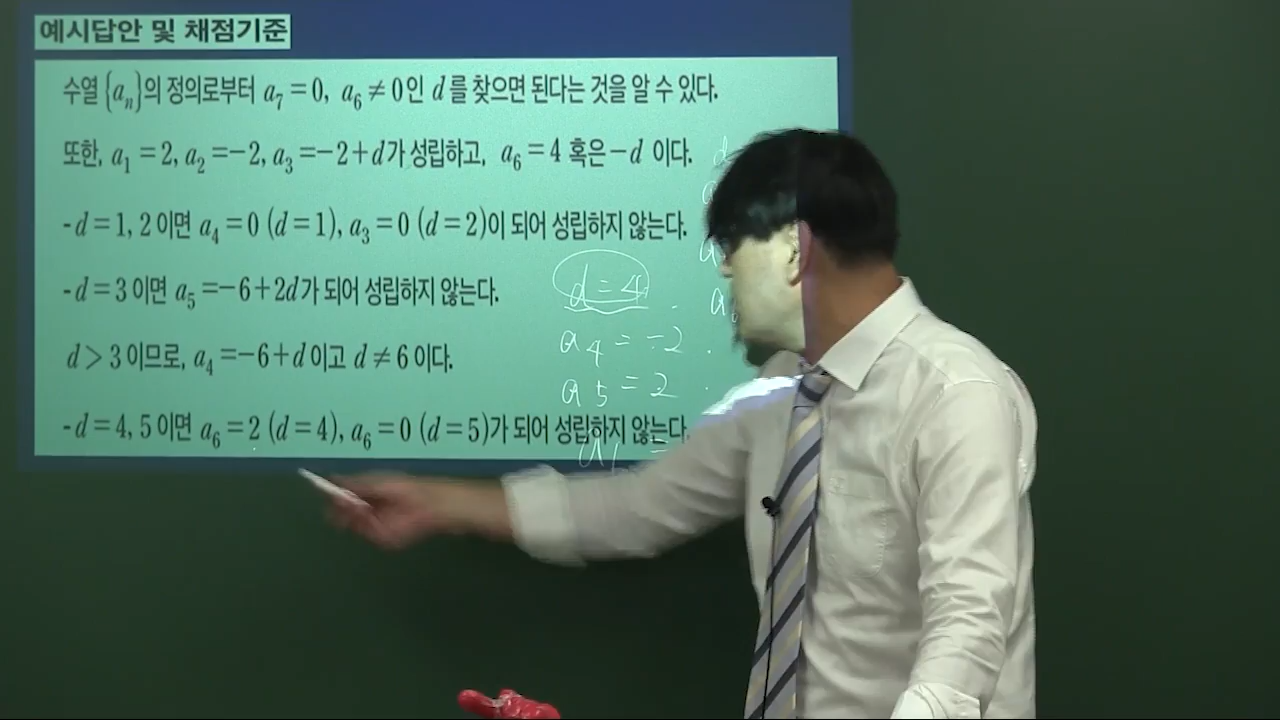 예시답안 및 채점기준
수열 {aₙ}의 정의로부터 a₇ = 0, a₆ ≠ 0인 d를 찾으면 된다는 것을 알 수 있다.
또한, a₁ = 2, a₂ = -2, a₃ = -2 + d가 성립하고, a₆ = 4 혹은 -d 이다.
- d = 1, 2 이면 a₄ = 0 (d = 1), a₃ = 0 (d = 2)이 되어 성립하지 않는다.
- d = 3 이면 a₅ = -6 + 2d가 되어 성립하지 않는다.
d > 3 이므로, a₄ = -6 + d 이고 d ≠ 6 이다.
- d = 4, 5 이면 a₆ = 2 (d = 4), a₆ = 0 (d = 5)가 되어 성립하지 않는다.
d = 4
a₄ = -2
a₅ = 2